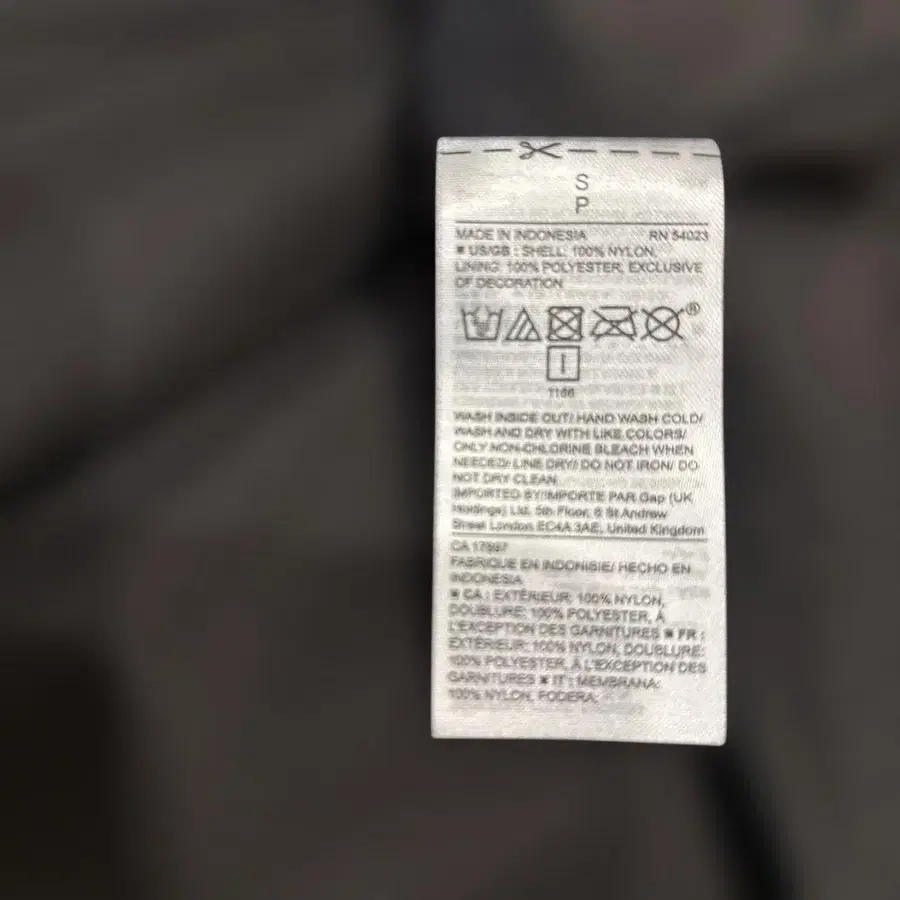 S
P
MADE IN INDONESIA RN 54023
■ US/GB : SHELL: 100% NYLON,
LINING: 100% POLYESTER, EXCLUSIVE
OF DECORATION
®
1166
WASH INSIDE OUT/ HAND WASH COLD/
WASH AND DRY WITH LIKE COLORS/
ONLY NON-CHLORINE BLEACH WHEN
NEEDED/ LINE DRY/ DO NOT IRON/ DO
NOT DRY CLEAN
IMPORTED BY/IMPORTE PAR Gap (UK
Holdings) Ltd. 5th Floor, 6 St Andrew
Street London EC4A 3AE, United Kingdom
CA
FABRIQUE EN INDONISIE/ HECHO EN
INDONESIA
■ CA : EXTÉRIEUR: 100% NYLON,
DOUBLURE: 100% POLYESTER, À
L'EXCEPTION DES GARNITURES ■ FR :
EXTÉRIEUR: 100% NYLON, DOUBLURE:
100% POLYESTER, À L'EXCEPTION DES
GARNITURES ■ IT : MEMBRANA:
100% NYLON, FODERA: